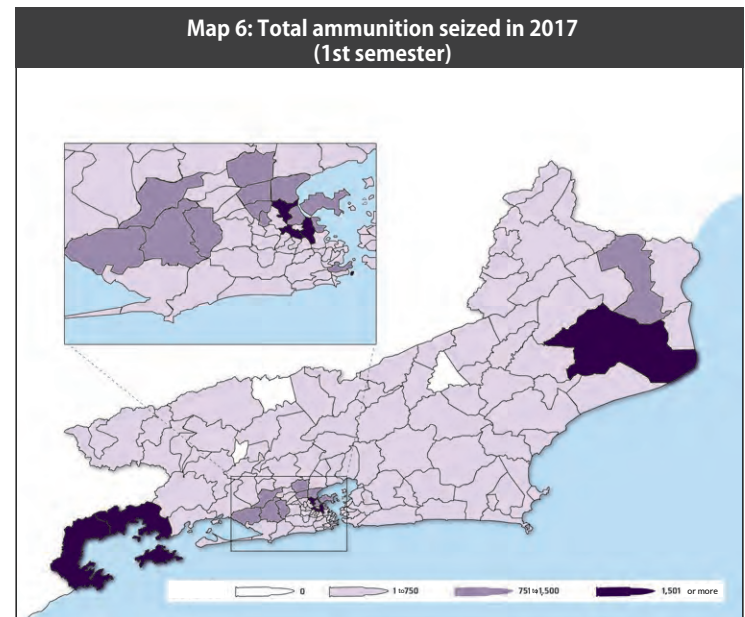 Map 6: Total ammunition seized in 2017
(1st semester)
0 1 to 750 751 to 1,500 1,501 or more